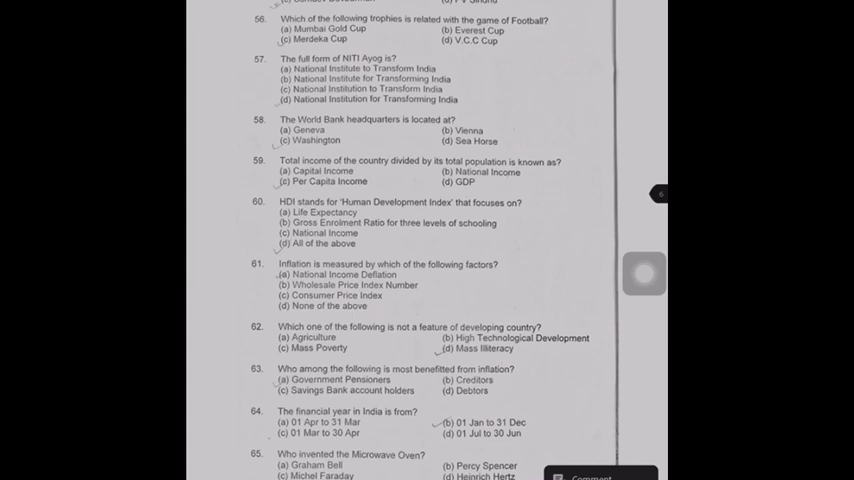 56. Which of the following trophies is related with the game of Football?
(a) Mumbai Gold Cup (b) Everest Cup
(c) Merdeka Cup (d) V.C.C Cup
57. The full form of NITI Ayog is?
(a) National Institute to Transform India
(b) National Institute for Transforming India
(c) National Institution to Transform India
(d) National Institution for Transforming India
58. The World Bank headquarters is located at?
(a) Geneva (b) Vienna
(c) Washington (d) Sea Horse
59. Total income of the country divided by its total population is known as?
(a) Capital Income (b) National Income
(c) Per Capita Income (d) GDP
60. HDI stands for 'Human Development Index' that focuses on?
(a) Life Expectancy
(b) Gross Enrolment Ratio for three levels of schooling
(c) National Income
(d) All of the above
61. Inflation is measured by which of the following factors?
(a) National Income Deflation
(b) Wholesale Price Index Number
(c) Consumer Price Index
(d) None of the above
62. Which one of the following is not a feature of developing country?
(a) Agriculture (b) High Technological Development
(c) Mass Poverty (d) Mass Illiteracy
63. Who among the following is most benefitted from inflation?
(a) Government Pensioners (b) Creditors
(c) Savings Bank account holders (d) Debtors
64. The financial year in India is from?
(a) 01 Apr to 31 Mar (b) 01 Jan to 31 Dec
(c) 01 Mar to 30 Apr (d) 01 Jul to 30 Jun
65. Who invented the Microwave Oven?
(a) Graham Bell (b) Percy Spencer
(c) Michel Faraday (d) Heinrich Hertz
6
Comment